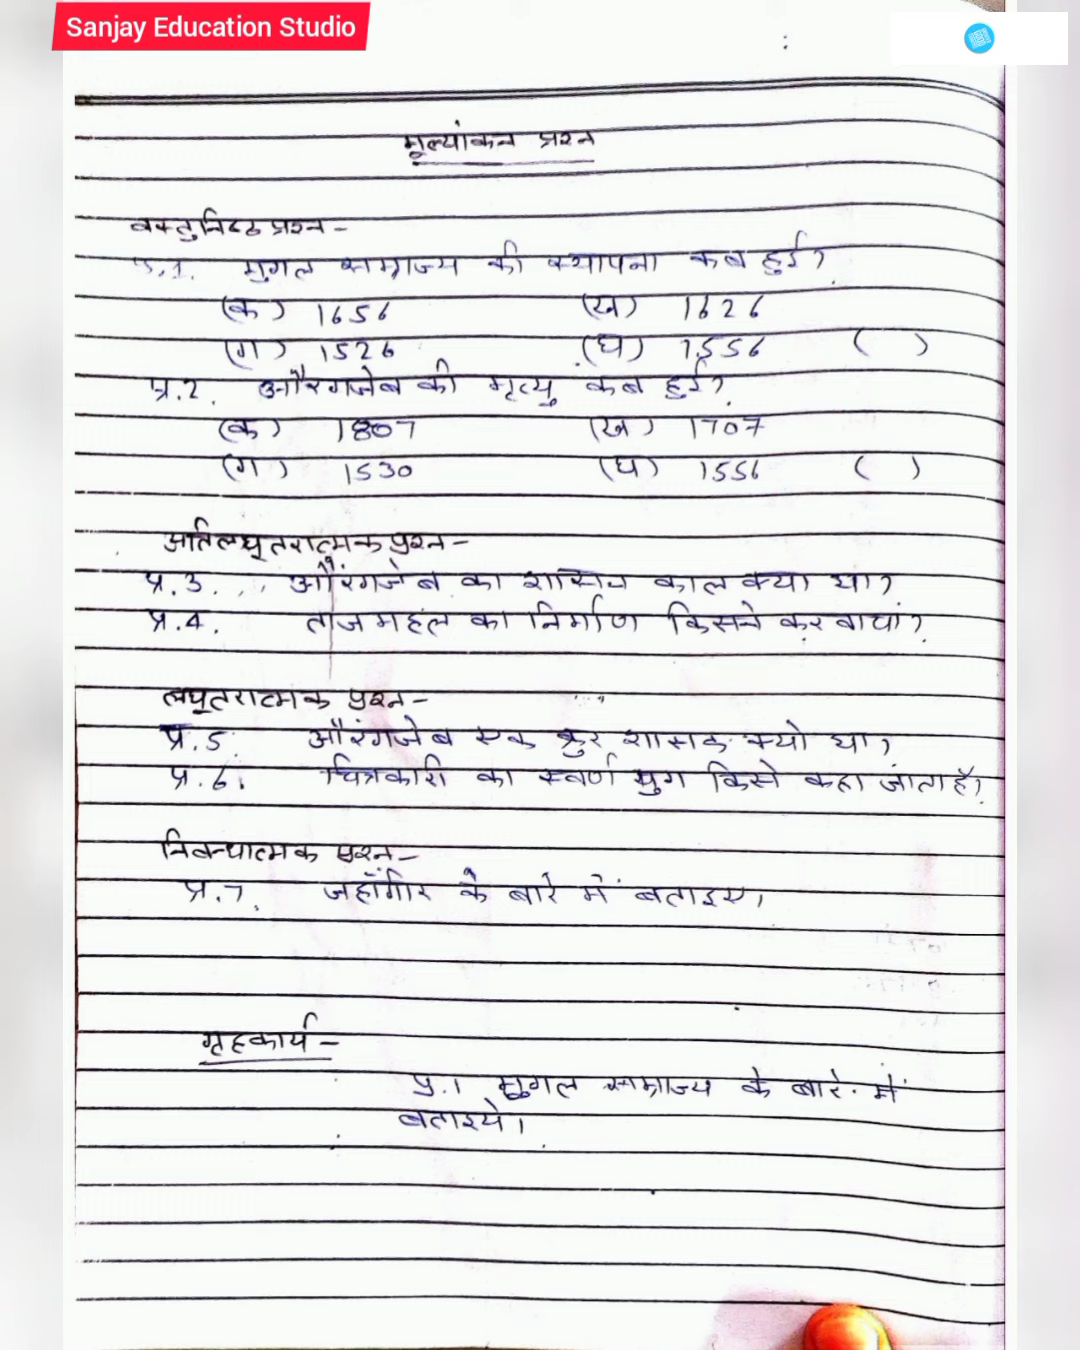 Sanjay Education Studio
मूल्यांकन प्रश्न
वस्तुनिष्ठ प्रश्न -
प्र.1. मुगल साम्राज्य की स्थापना कब हुई?
(क) 1656 (ख) 1626
(ग) 1526 (घ) 1556 ( )
प्र.2. औरंगजेब की मृत्यु कब हुई?
(क) 1807 (ख) 1707
(ग) 1530 (घ) 1556 ( )
अतिलघूतरात्मक प्रश्न -
प्र.3. औरंगजेब का शासन काल क्या था?
प्र.4. ताजमहल का निर्माण किसने करवाया?
लघूतरात्मक प्रश्न -
प्र.5 औरंगजेब एक क्रुर शासक क्यो था?
प्र.6. चित्रकारी का स्वर्ण युग किसे कहा जाता है?
निबन्धात्मक प्रश्न -
प्र.7. जहाँगीर के बारे में बताइए।
गृहकार्य -
प्र.1 मुगल साम्राज्य के बारे में
बताइये।